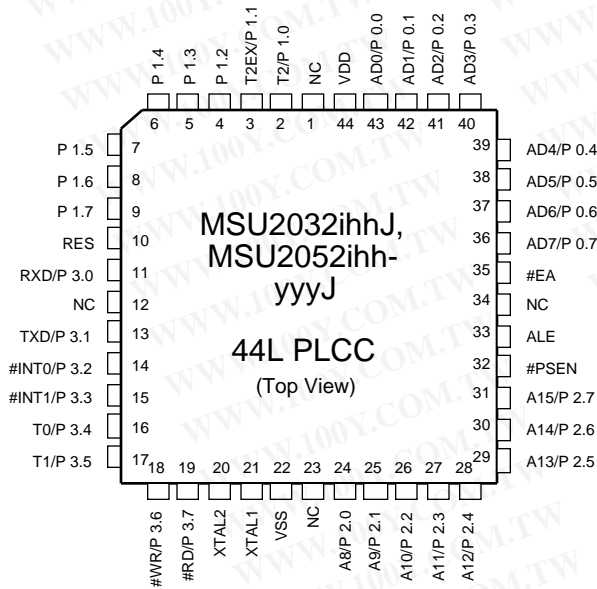 P 1.4
P 1.3
P 1.2
T2EX/P 1.1
T2/P 1.0
NC
VDD
AD0/P 0.0
AD1/P 0.1
AD2/P 0.2
AD3/P 0.3
6 5 4 3 2 1 44 43 42 41 40
P 1.5 7
P 1.6 8
P 1.7 9
RES 10
RXD/P 3.0 11
NC 12
TXD/P 3.1 13
#INT0/P 3.2 14
#INT1/P 3.3 15
T0/P 3.4 16
T1/P 3.5 17
MSU2032ihhJ,
MSU2052ihh-
yyyJ
44L PLCC
(Top View)
39 AD4/P 0.4
38 AD5/P 0.5
37 AD6/P 0.6
36 AD7/P 0.7
35 #EA
34 NC
33 ALE
32 #PSEN
31 A15/P 2.7
30 A14/P 2.6
29 A13/P 2.5
18 19 20 21 22 23 24 25 26 27 28
#WR/P 3.6
#RD/P 3.7
XTAL2
XTAL1
VSS
NC
A8/P 2.0
A9/P 2.1
A10/P 2.2
A11/P 2.3
A12/P 2.4
WWW.100Y.COM.TW